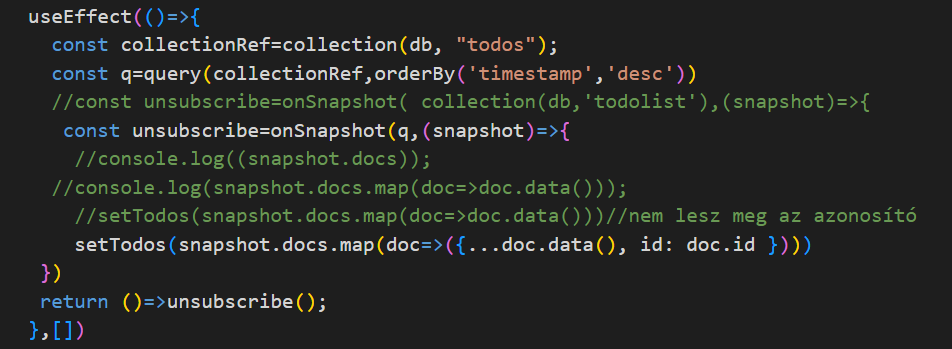 useEffect(()=>{
const collectionRef=collection(db, "todos");
const q=query(collectionRef,orderBy('timestamp','desc'))
//const unsubscribe=onSnapshot( collection(db,'todolist'),(snapshot)=>{
const unsubscribe=onSnapshot(q,(snapshot)=>{
//console.log((snapshot.docs));
//console.log(snapshot.docs.map(doc=>doc.data()));
//setTodos(snapshot.docs.map(doc=>doc.data()))//nem lesz meg az azonosító
setTodos(snapshot.docs.map(doc=>({...doc.data(), id: doc.id })))
})
return ()=>unsubscribe();
},[])